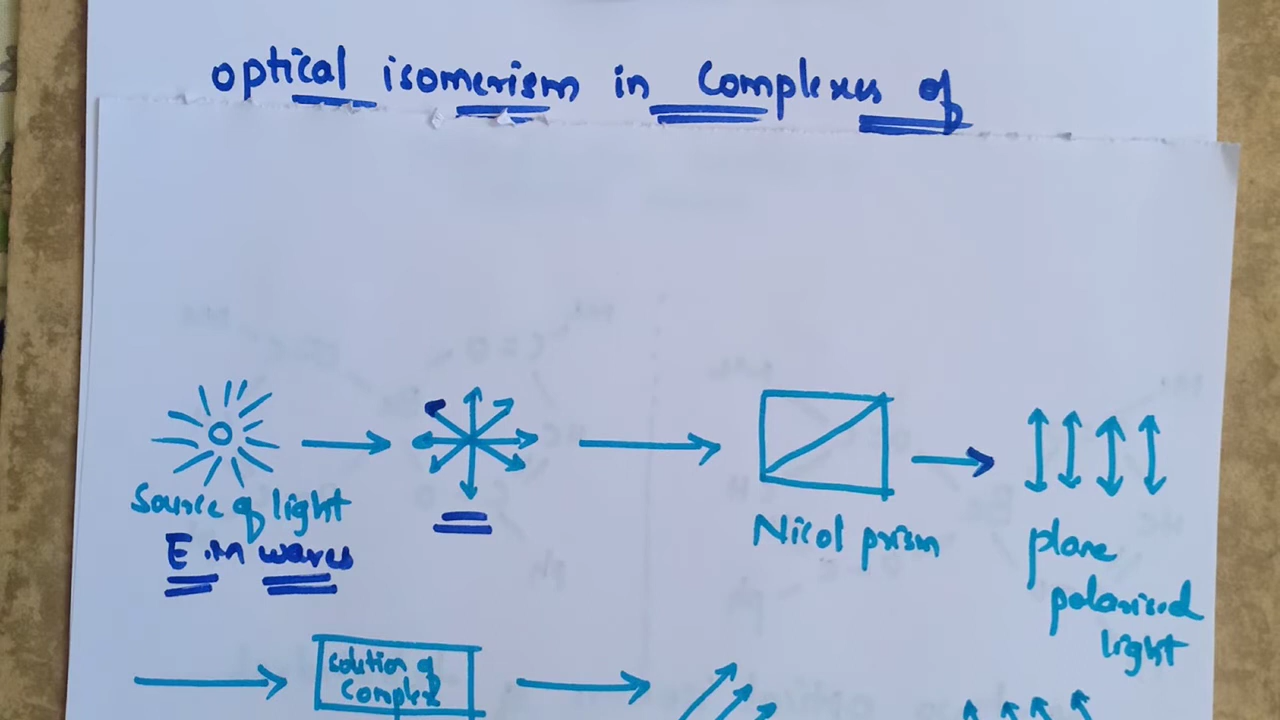 optical isomerism in Complexes of
source of light
E.M waves
Nicol prism
plane
polarised
light
solution of
Complex